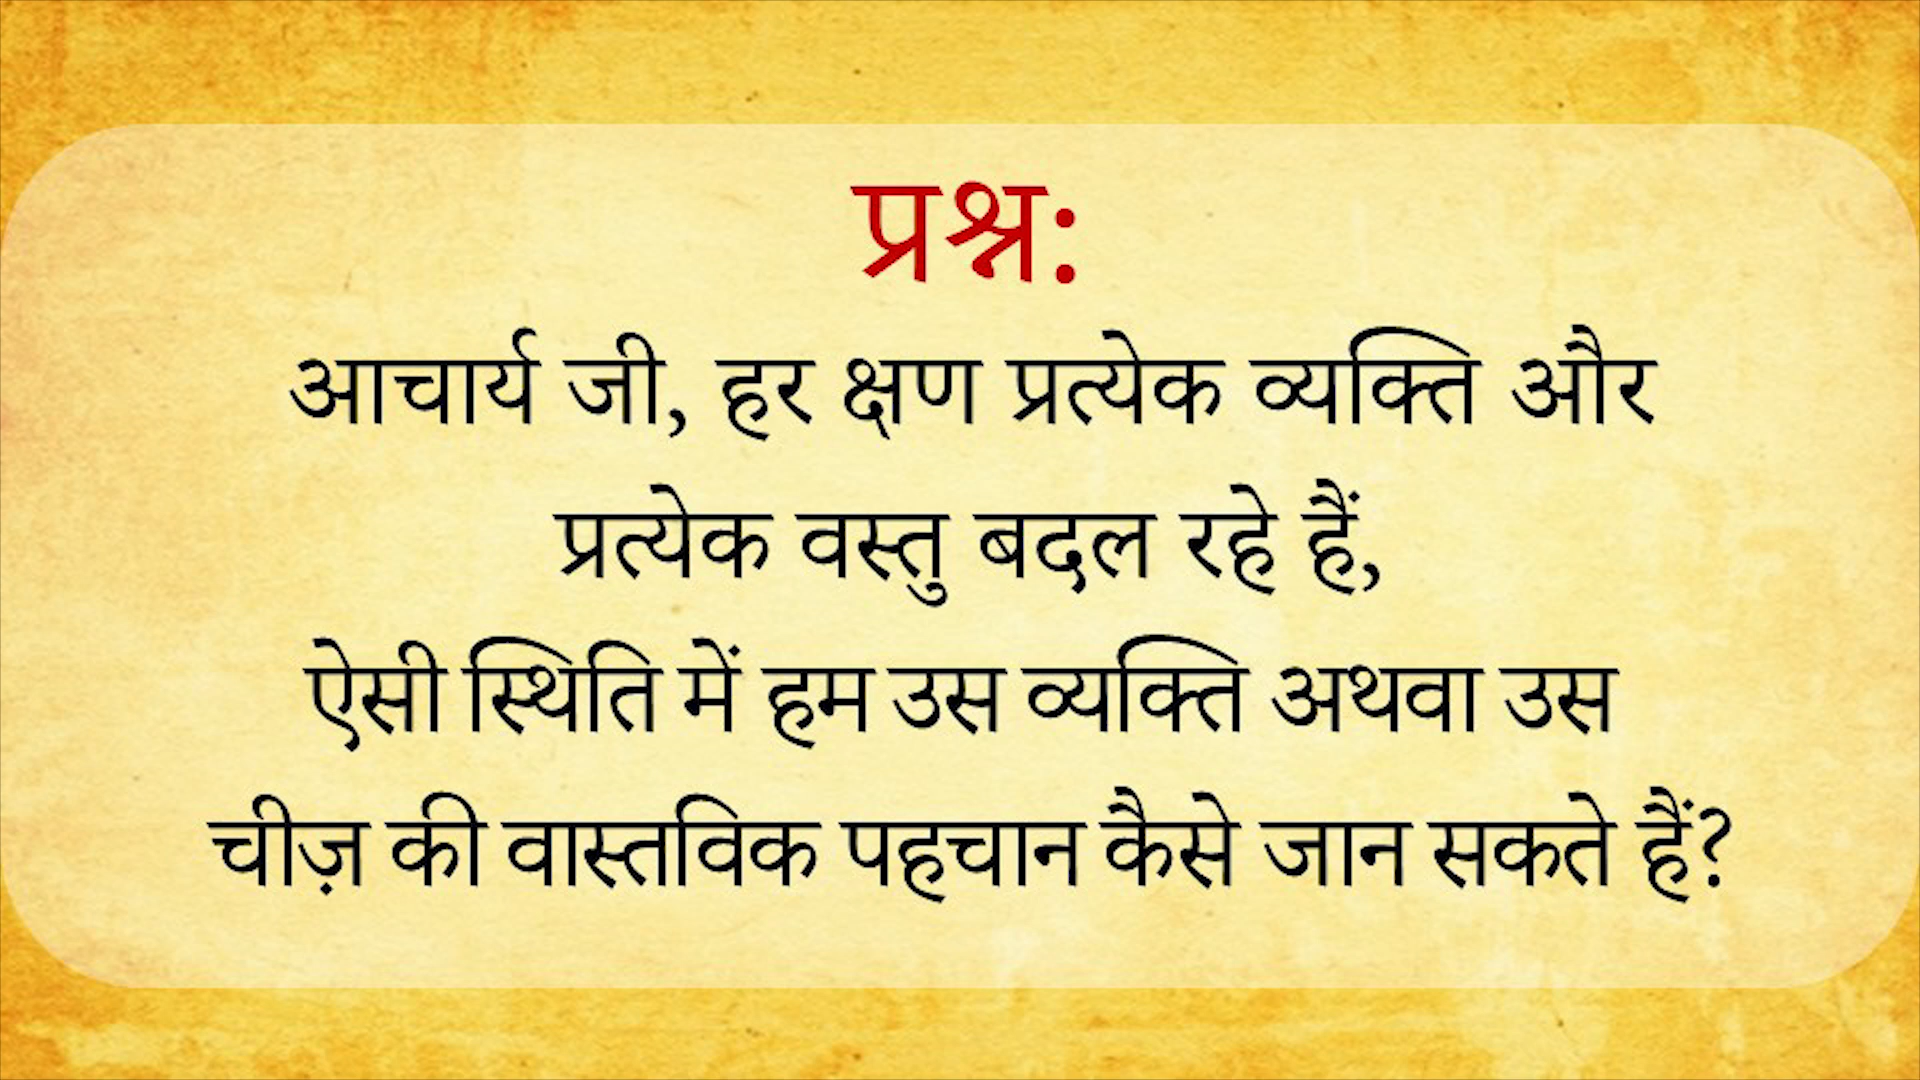 प्रश्न:
आचार्य जी, हर क्षण प्रत्येक व्यक्ति और
प्रत्येक वस्तु बदल रहे हैं,
ऐसी स्थिति में हम उस व्यक्ति अथवा उस
चीज़ की वास्तविक पहचान कैसे जान सकते हैं?